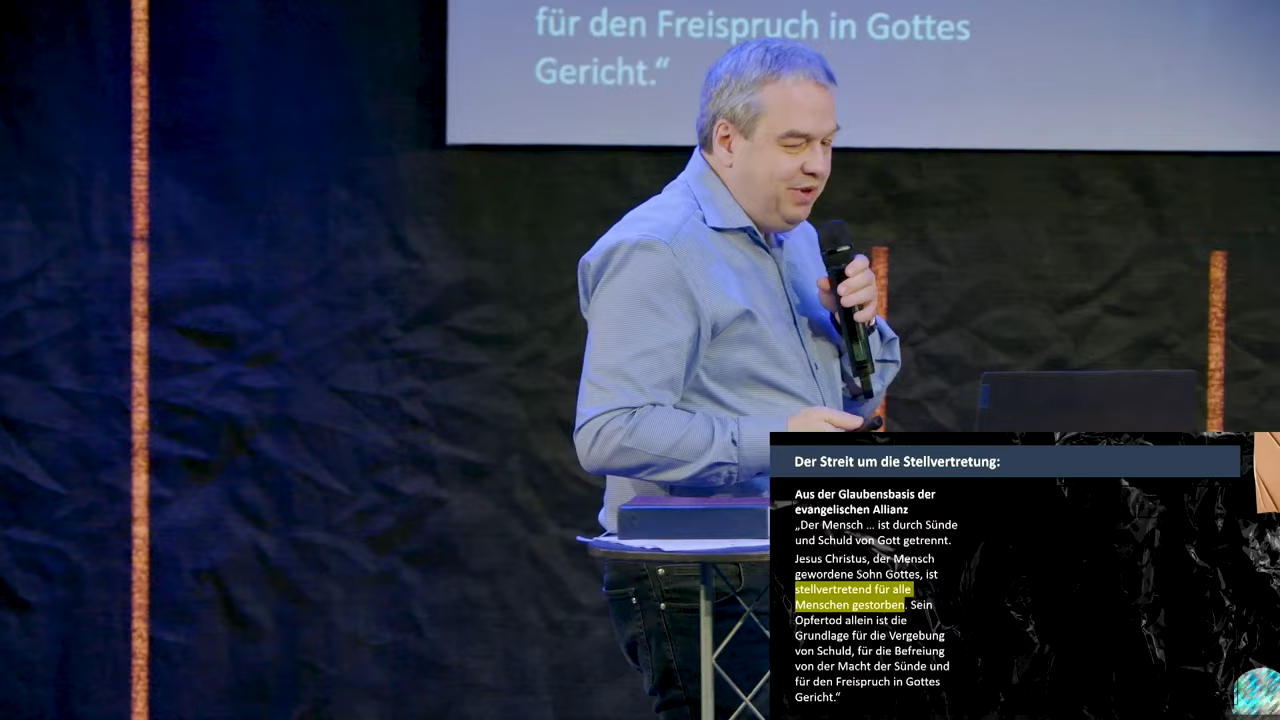 für den Freispruch in Gottes
Gericht.“
Der Streit um die Stellvertretung:
Aus der Glaubensbasis der
evangelischen Allianz
„Der Mensch ... ist durch Sünde
und Schuld von Gott getrennt.
Jesus Christus, der Mensch
gewordene Sohn Gottes, ist
stellvertretend für alle
Menschen gestorben. Sein
Opfertod allein ist die
Grundlage für die Vergebung
von Schuld, für die Befreiung
von der Macht der Sünde und
für den Freispruch in Gottes
Gericht.“